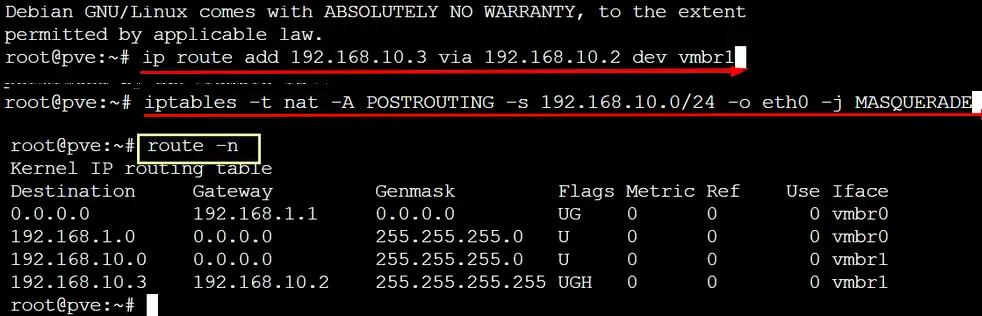 Debian GNU/Linux comes with ABSOLUTELY NO WARRANTY, to the extent
permitted by applicable law.
root@pve:~# ip route add 192.168.10.3 via 192.168.10.2 dev vmbr1
root@pve:~# iptables -t nat -A POSTROUTING -s 192.168.10.0/24 -o eth0 -j MASQUERADE
root@pve:~# route -n
Kernel IP routing table
Destination Gateway Genmask Flags Metric Ref Use Iface
0.0.0.0 192.168.1.1 0.0.0.0 UG 0 0 0 vmbr0
192.168.1.0 0.0.0.0 255.255.255.0 U 0 0 0 vmbr0
192.168.10.0 0.0.0.0 255.255.255.0 U 0 0 0 vmbr1
192.168.10.3 192.168.10.2 255.255.255.255 UGH 0 0 0 vmbr1
root@pve:~#